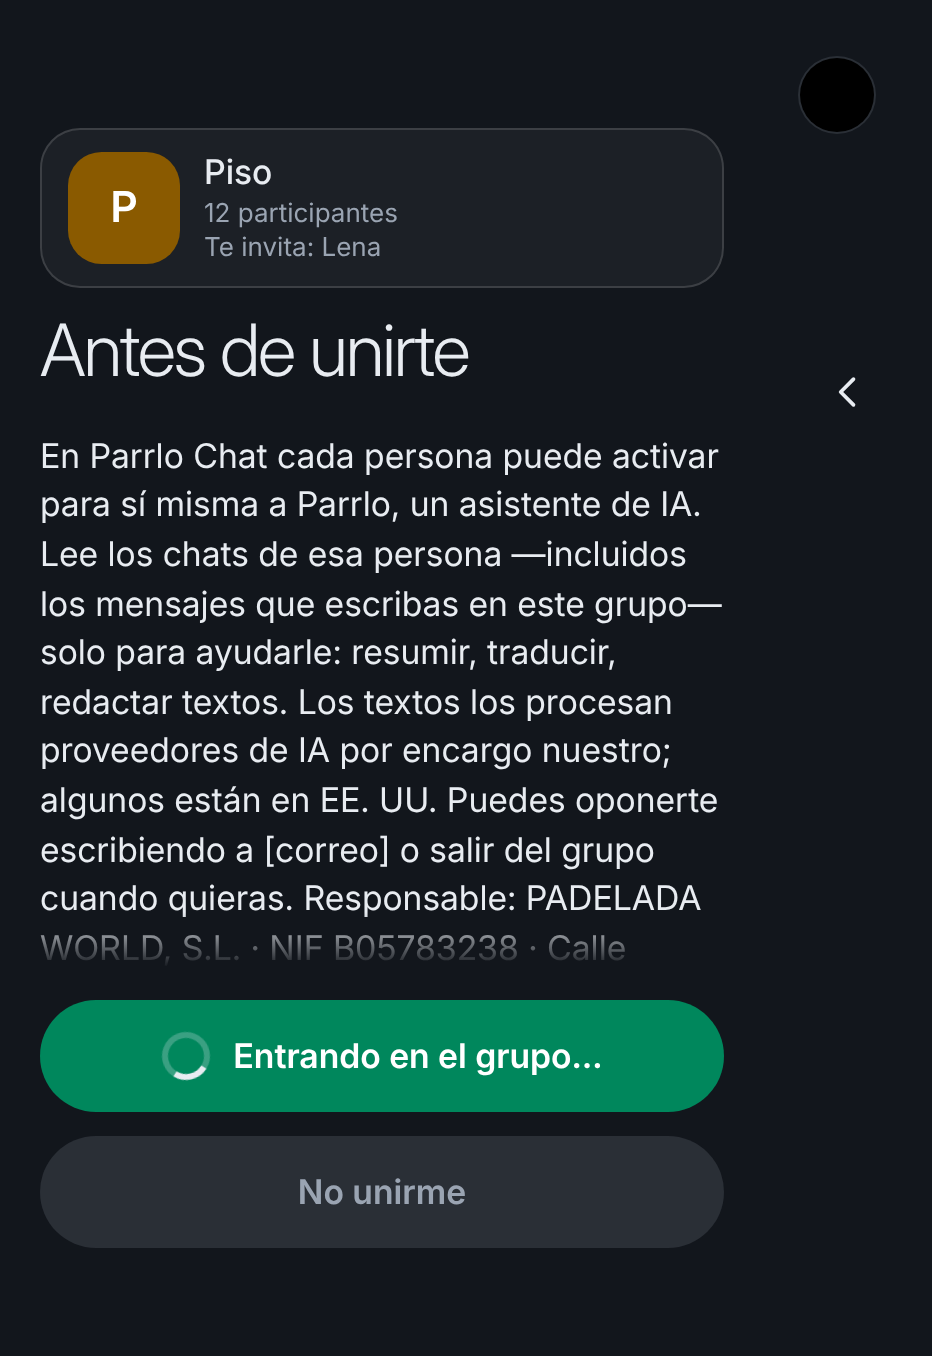 P
Piso
12 participantes
Te invita: Lena
Antes de unirte
En Parrlo Chat cada persona puede activar
para sí misma a Parrlo, un asistente de IA.
Lee los chats de esa persona —incluidos
los mensajes que escribas en este grupo—
solo para ayudarle: resumir, traducir,
redactar textos. Los textos los procesan
proveedores de IA por encargo nuestro;
algunos están en EE. UU. Puedes oponerte
escribiendo a [correo] o salir del grupo
cuando quieras. Responsable: PADELADA
WORLD, S.L. · NIF B05783238 · Calle
Entrando en el grupo...
No unirme